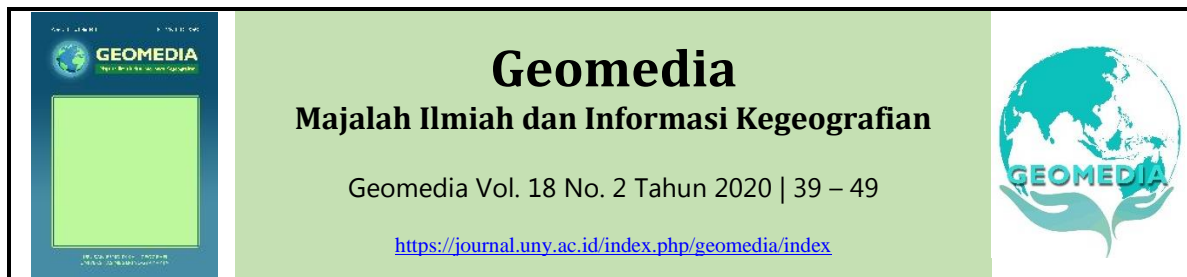 GEOMEDIA
Geomedia
Majalah Ilmiah dan Informasi Kegeografian
Geomedia Vol. 18 No. 2 Tahun 2020 | 39 – 49
https://journal.uny.ac.id/index.php/geomedia/index
GEOMEDIA